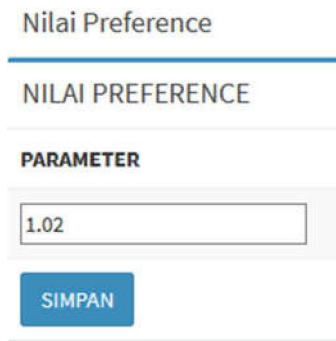 Nilai Preference
NILAI PREFERENCE
PARAMETER
1.02
SIMPAN